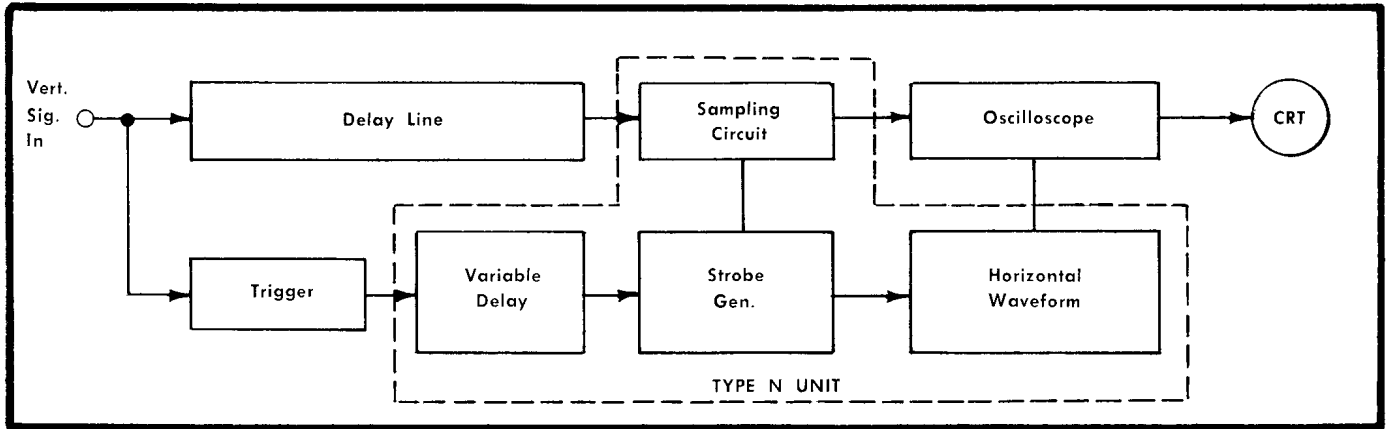 Vert.
Sig.
In
Delay Line
Sampling
Circuit
Oscilloscope
CRT
Trigger
Variable
Delay
Strobe
Gen.
Horizontal
Waveform
TYPE N UNIT